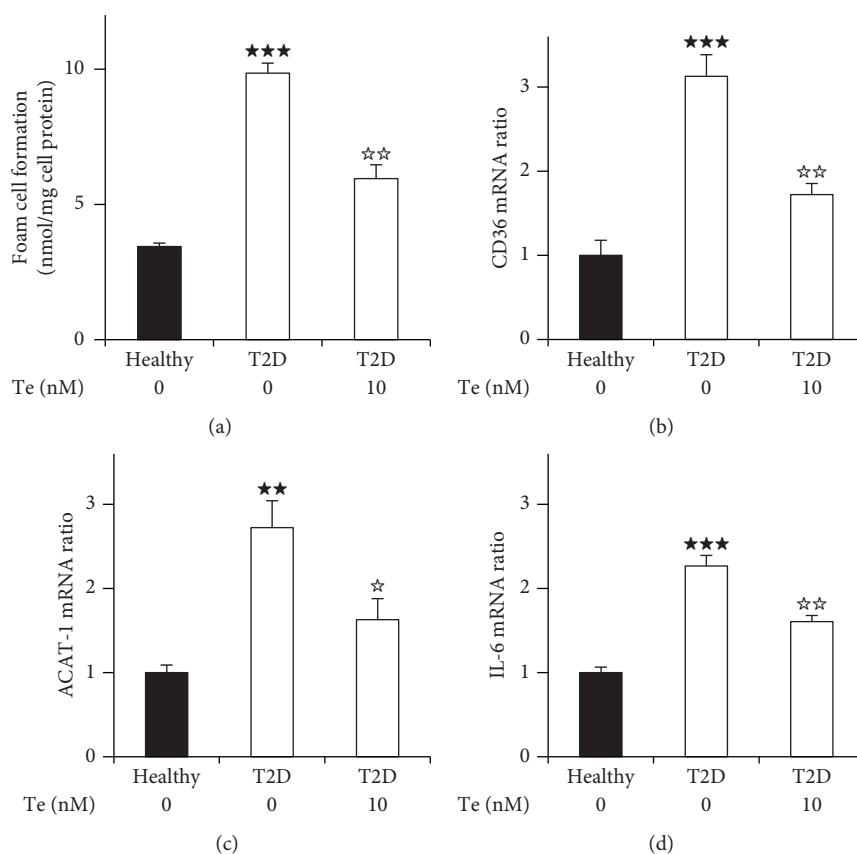 Foam cell formation
(nmol/mg cell protein)
10
5
0
★★★
☆☆
Healthy T2D T2D
Te (nM) 0 0 10
(a)
CD36 mRNA ratio
3
2
1
0
★★★
☆☆
Healthy T2D T2D
0 0 10
Te (nM)
(b)
ACAT-1 mRNA ratio
3
2
1
0
★★
☆
Healthy T2D T2D
Te (nM) 0 0 10
(c)
IL-6 mRNA ratio
3
2
1
0
★★★
☆☆
Healthy T2D T2D
Te (nM) 0 0 10
(d)